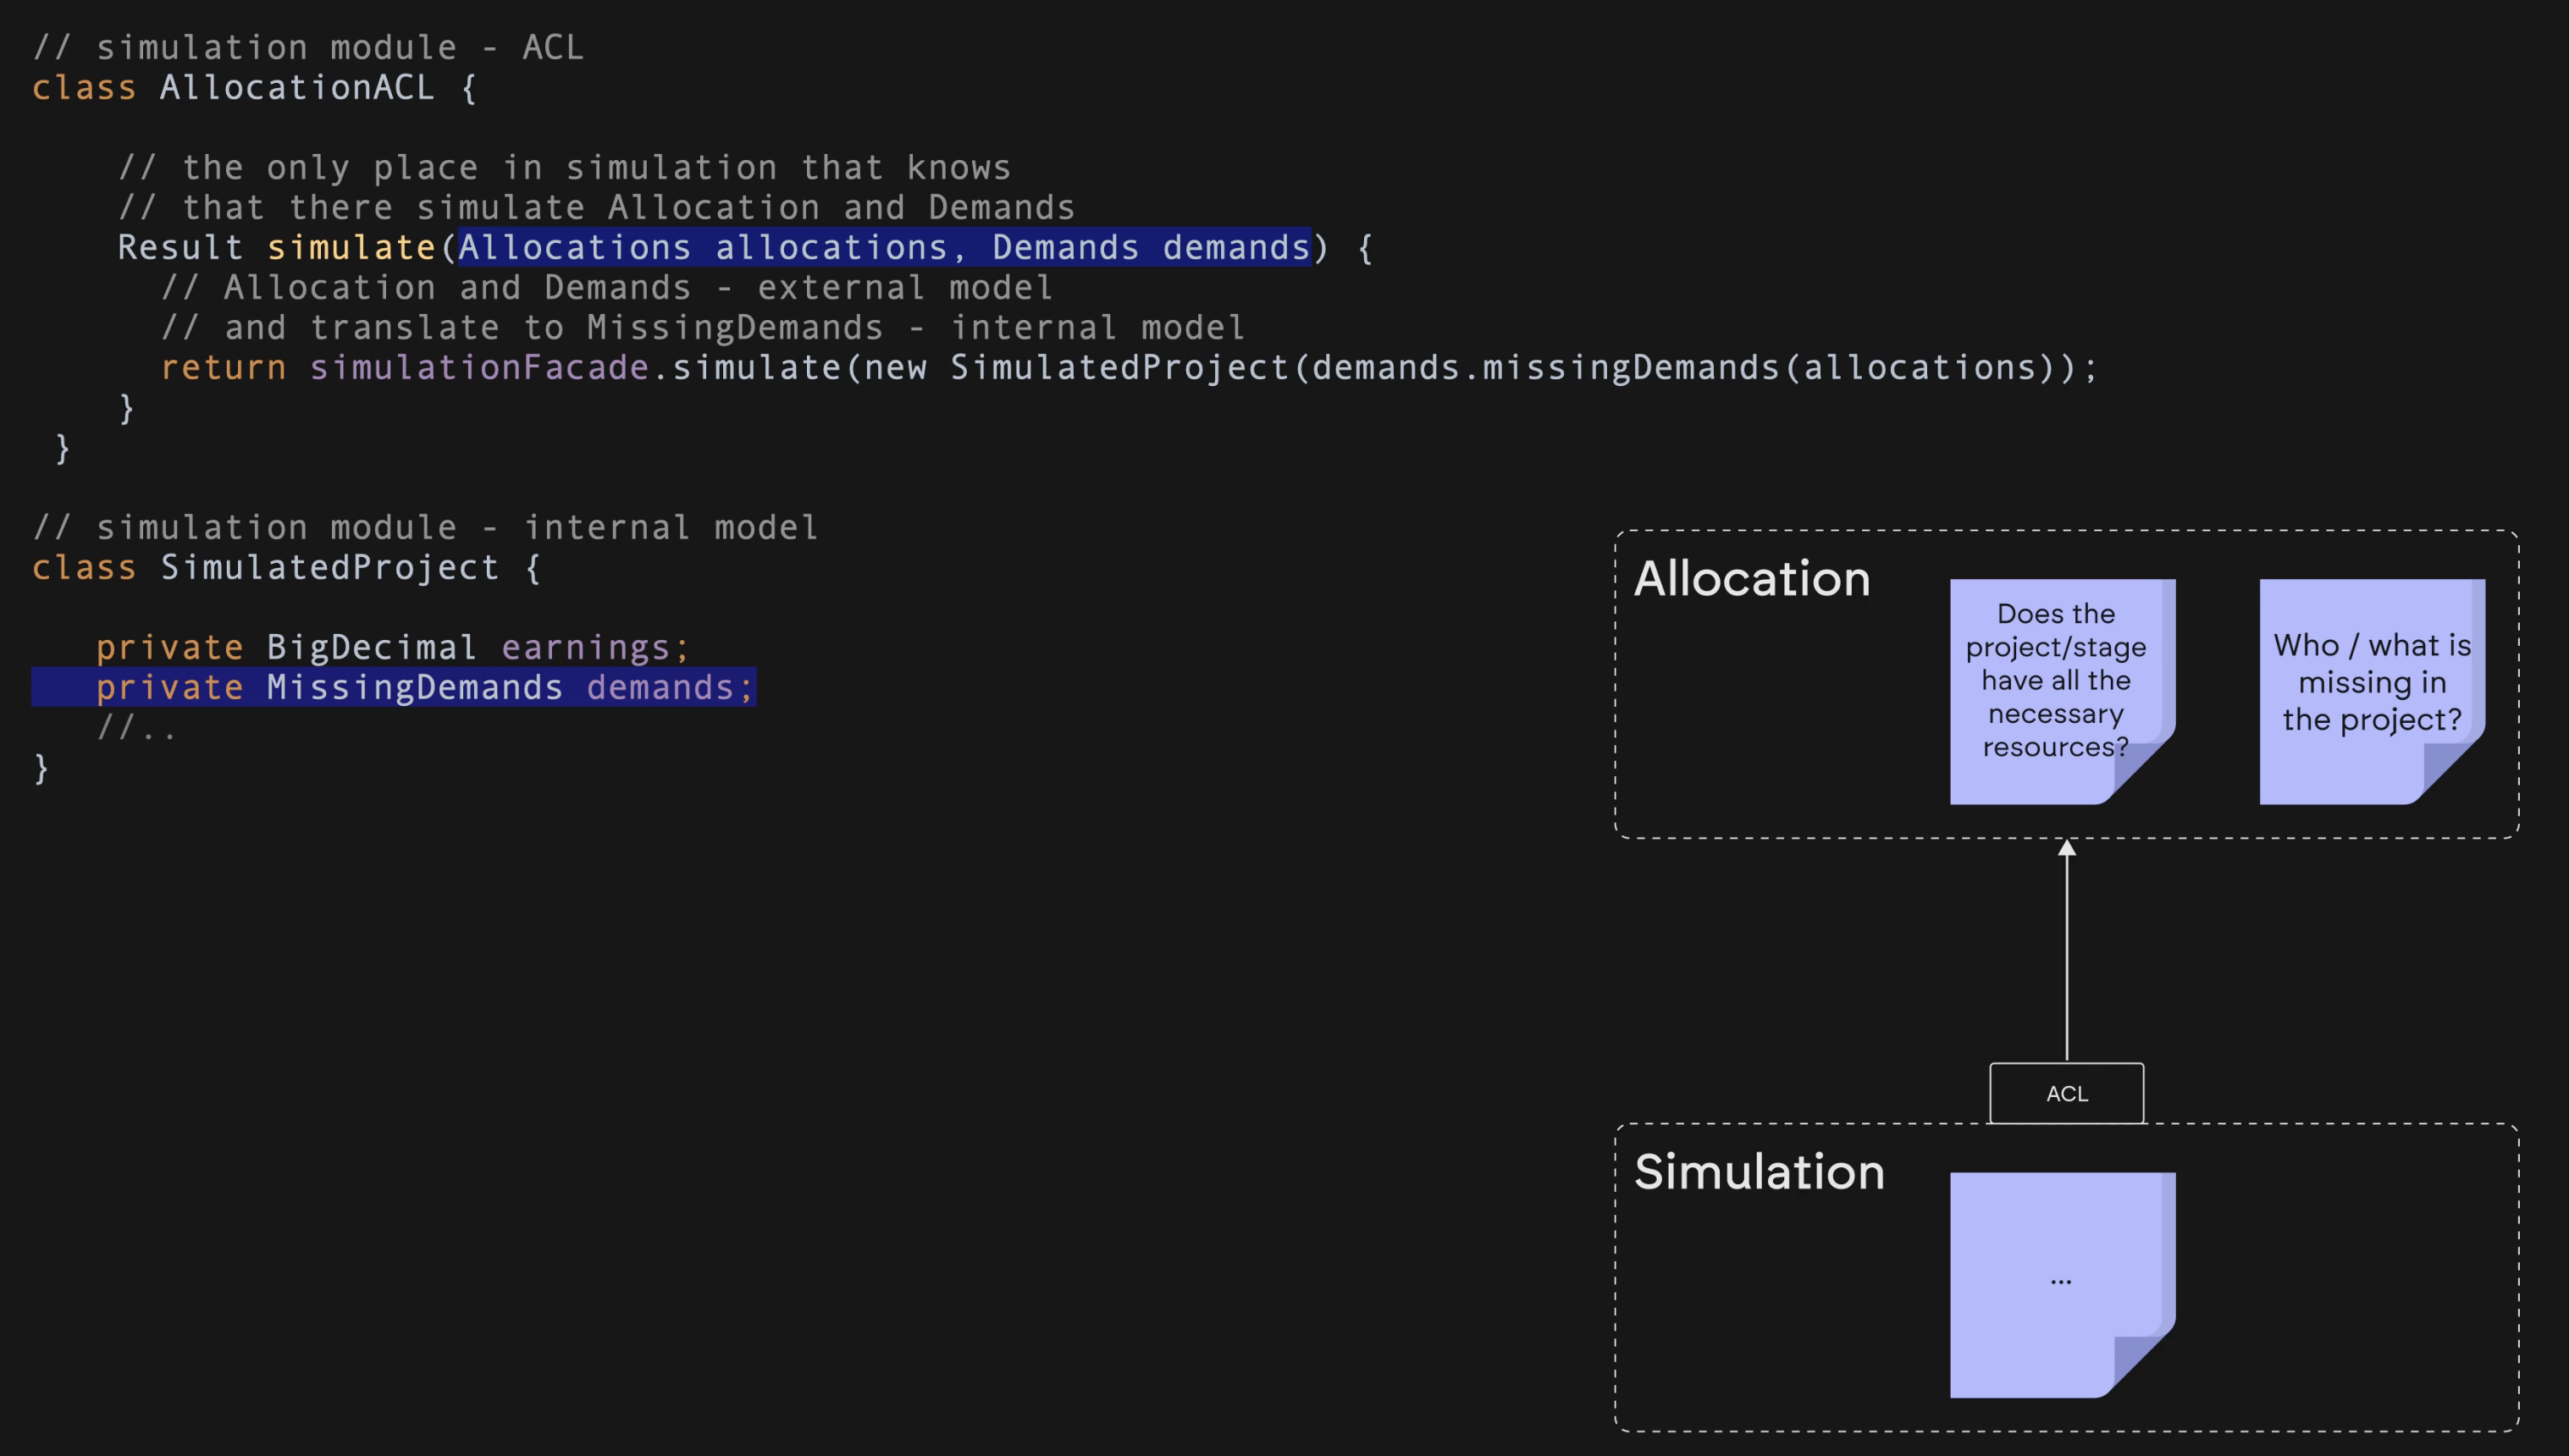 // simulation module - ACL
class AllocationACL {
// the only place in simulation that knows
// that there simulate Allocation and Demands
Result simulate(Allocations allocations, Demands demands) {
// Allocation and Demands - external model
// and translate to MissingDemands - internal model
return simulationFacade.simulate(new SimulatedProject(demands.missingDemands(allocations));
}
}
// simulation module - internal model
class SimulatedProject {
private BigDecimal earnings;
private MissingDemands demands;
//..
}
Allocation
Does the
project/stage
have all the
necessary
resources?
Who / what is
missing in
the project?
ACL
Simulation
...